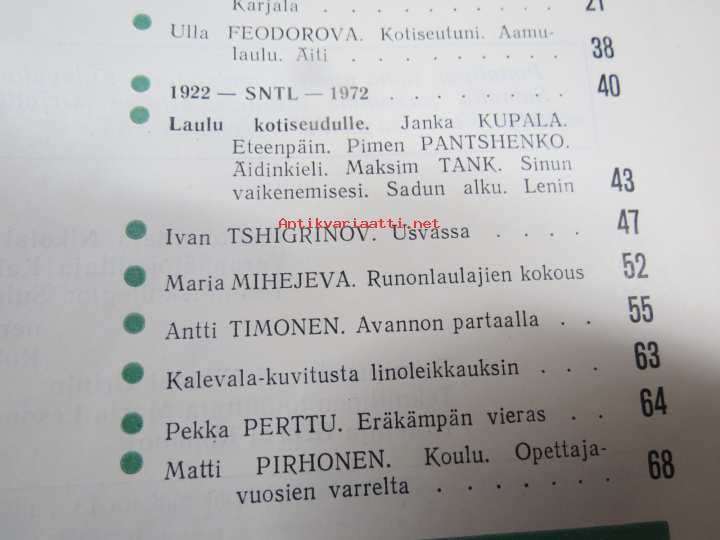 Karjala . . . . . . . . . . 21
Ulla FEODOROVA. Kotiseutuni. Aamu-
laulu. Äiti . . . . . . . . . 38
1922 — SNTL — 1972 . . . . . . . 40
Laulu kotiseudulle. Janka KUPALA.
Eteenpäin. Pimen PANTSHENKO.
Äidinkieli. Maksim TANK. Sinun
vaikenemisesi. Sadun alku. Lenin 43
Antikvariaatti.net
Ivan TSHIGRINOV. Usvassa . . . . 47
Maria MIHEJEVA. Runonlaulajien kokous 52
Antti TIMONEN. Avannon partaalla . . 55
Kalevala-kuvitusta linoleikkauksin . . . 63
Pekka PERTTU. Eräkämpän vieras . . 64
Matti PIRHONEN. Koulu. Opettaja-
vuosien varrelta . . . . . . . 68